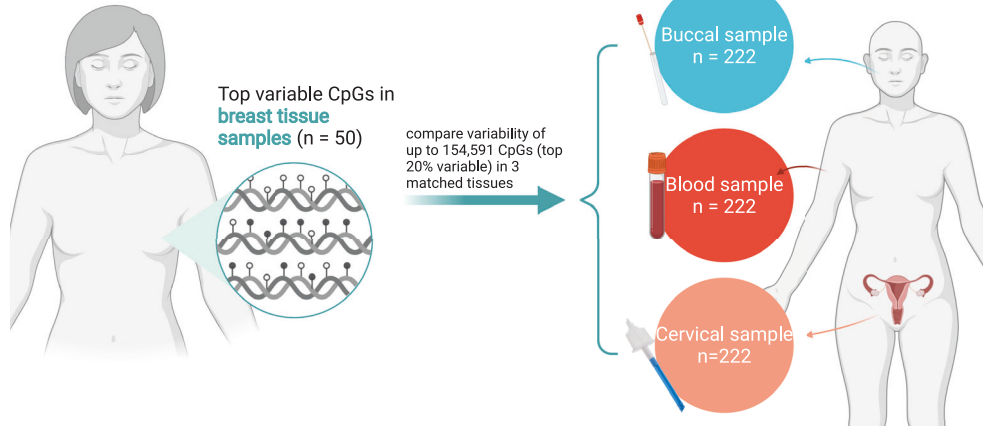 Top variable CpGs in
breast tissue
samples (n = 50)
compare variability of
up to 154,591 CpGs (top
20% variable) in 3
matched tissues
Buccal sample
n = 222
Blood sample
n = 222
Cervical sample
n=222